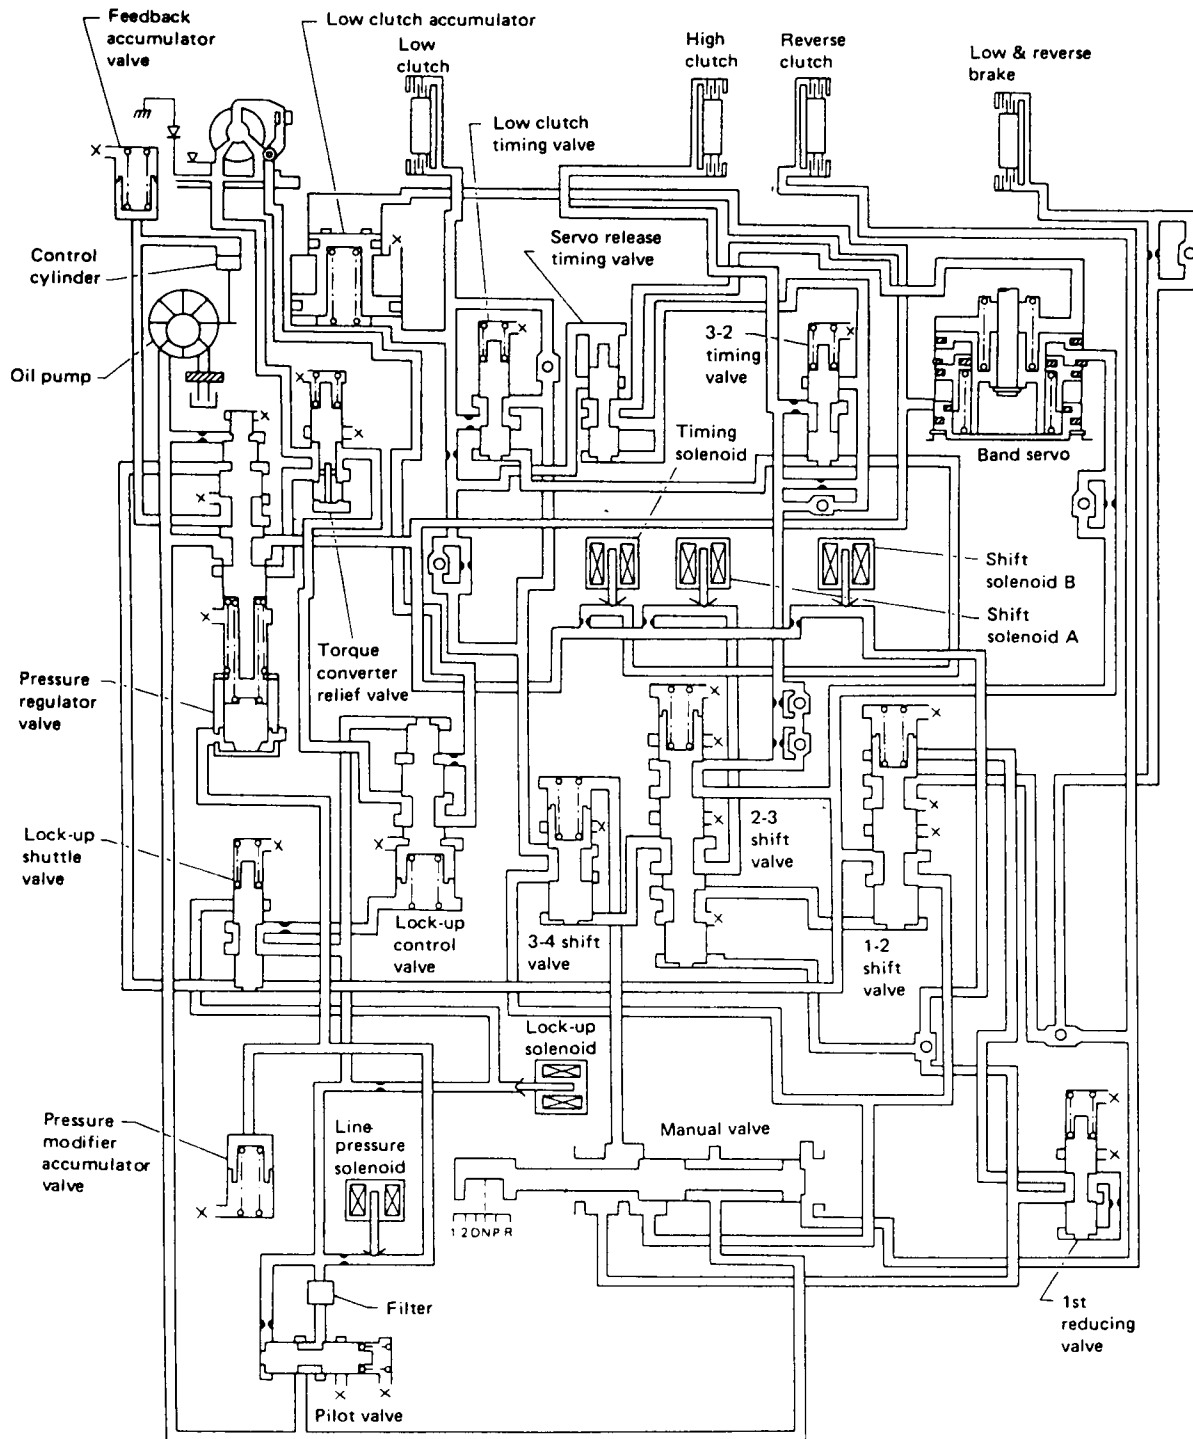 Feedback
accumulator
valve
Low clutch accumulator
Low
clutch
High
clutch
Reverse
clutch
Low & reverse
brake
Low clutch
timing valve
Control
cylinder
Servo release
timing valve
3-2
timing
valve
Oil pump
Timing
solenoid
Band servo
Shift
solenoid B
Shift
solenoid A
Torque
converter
relief valve
Pressure
regulator
valve
Lock-up
shuttle
valve
2-3
shift
valve
Lock-up
control
valve
3-4 shift
valve
1-2
shift
valve
Lock-up
solenoid
Pressure
modifier
accumulator
valve
Line
pressure
solenoid
Manual valve
1 2 D N P R
Filter
1st
reducing
valve
Pilot valve